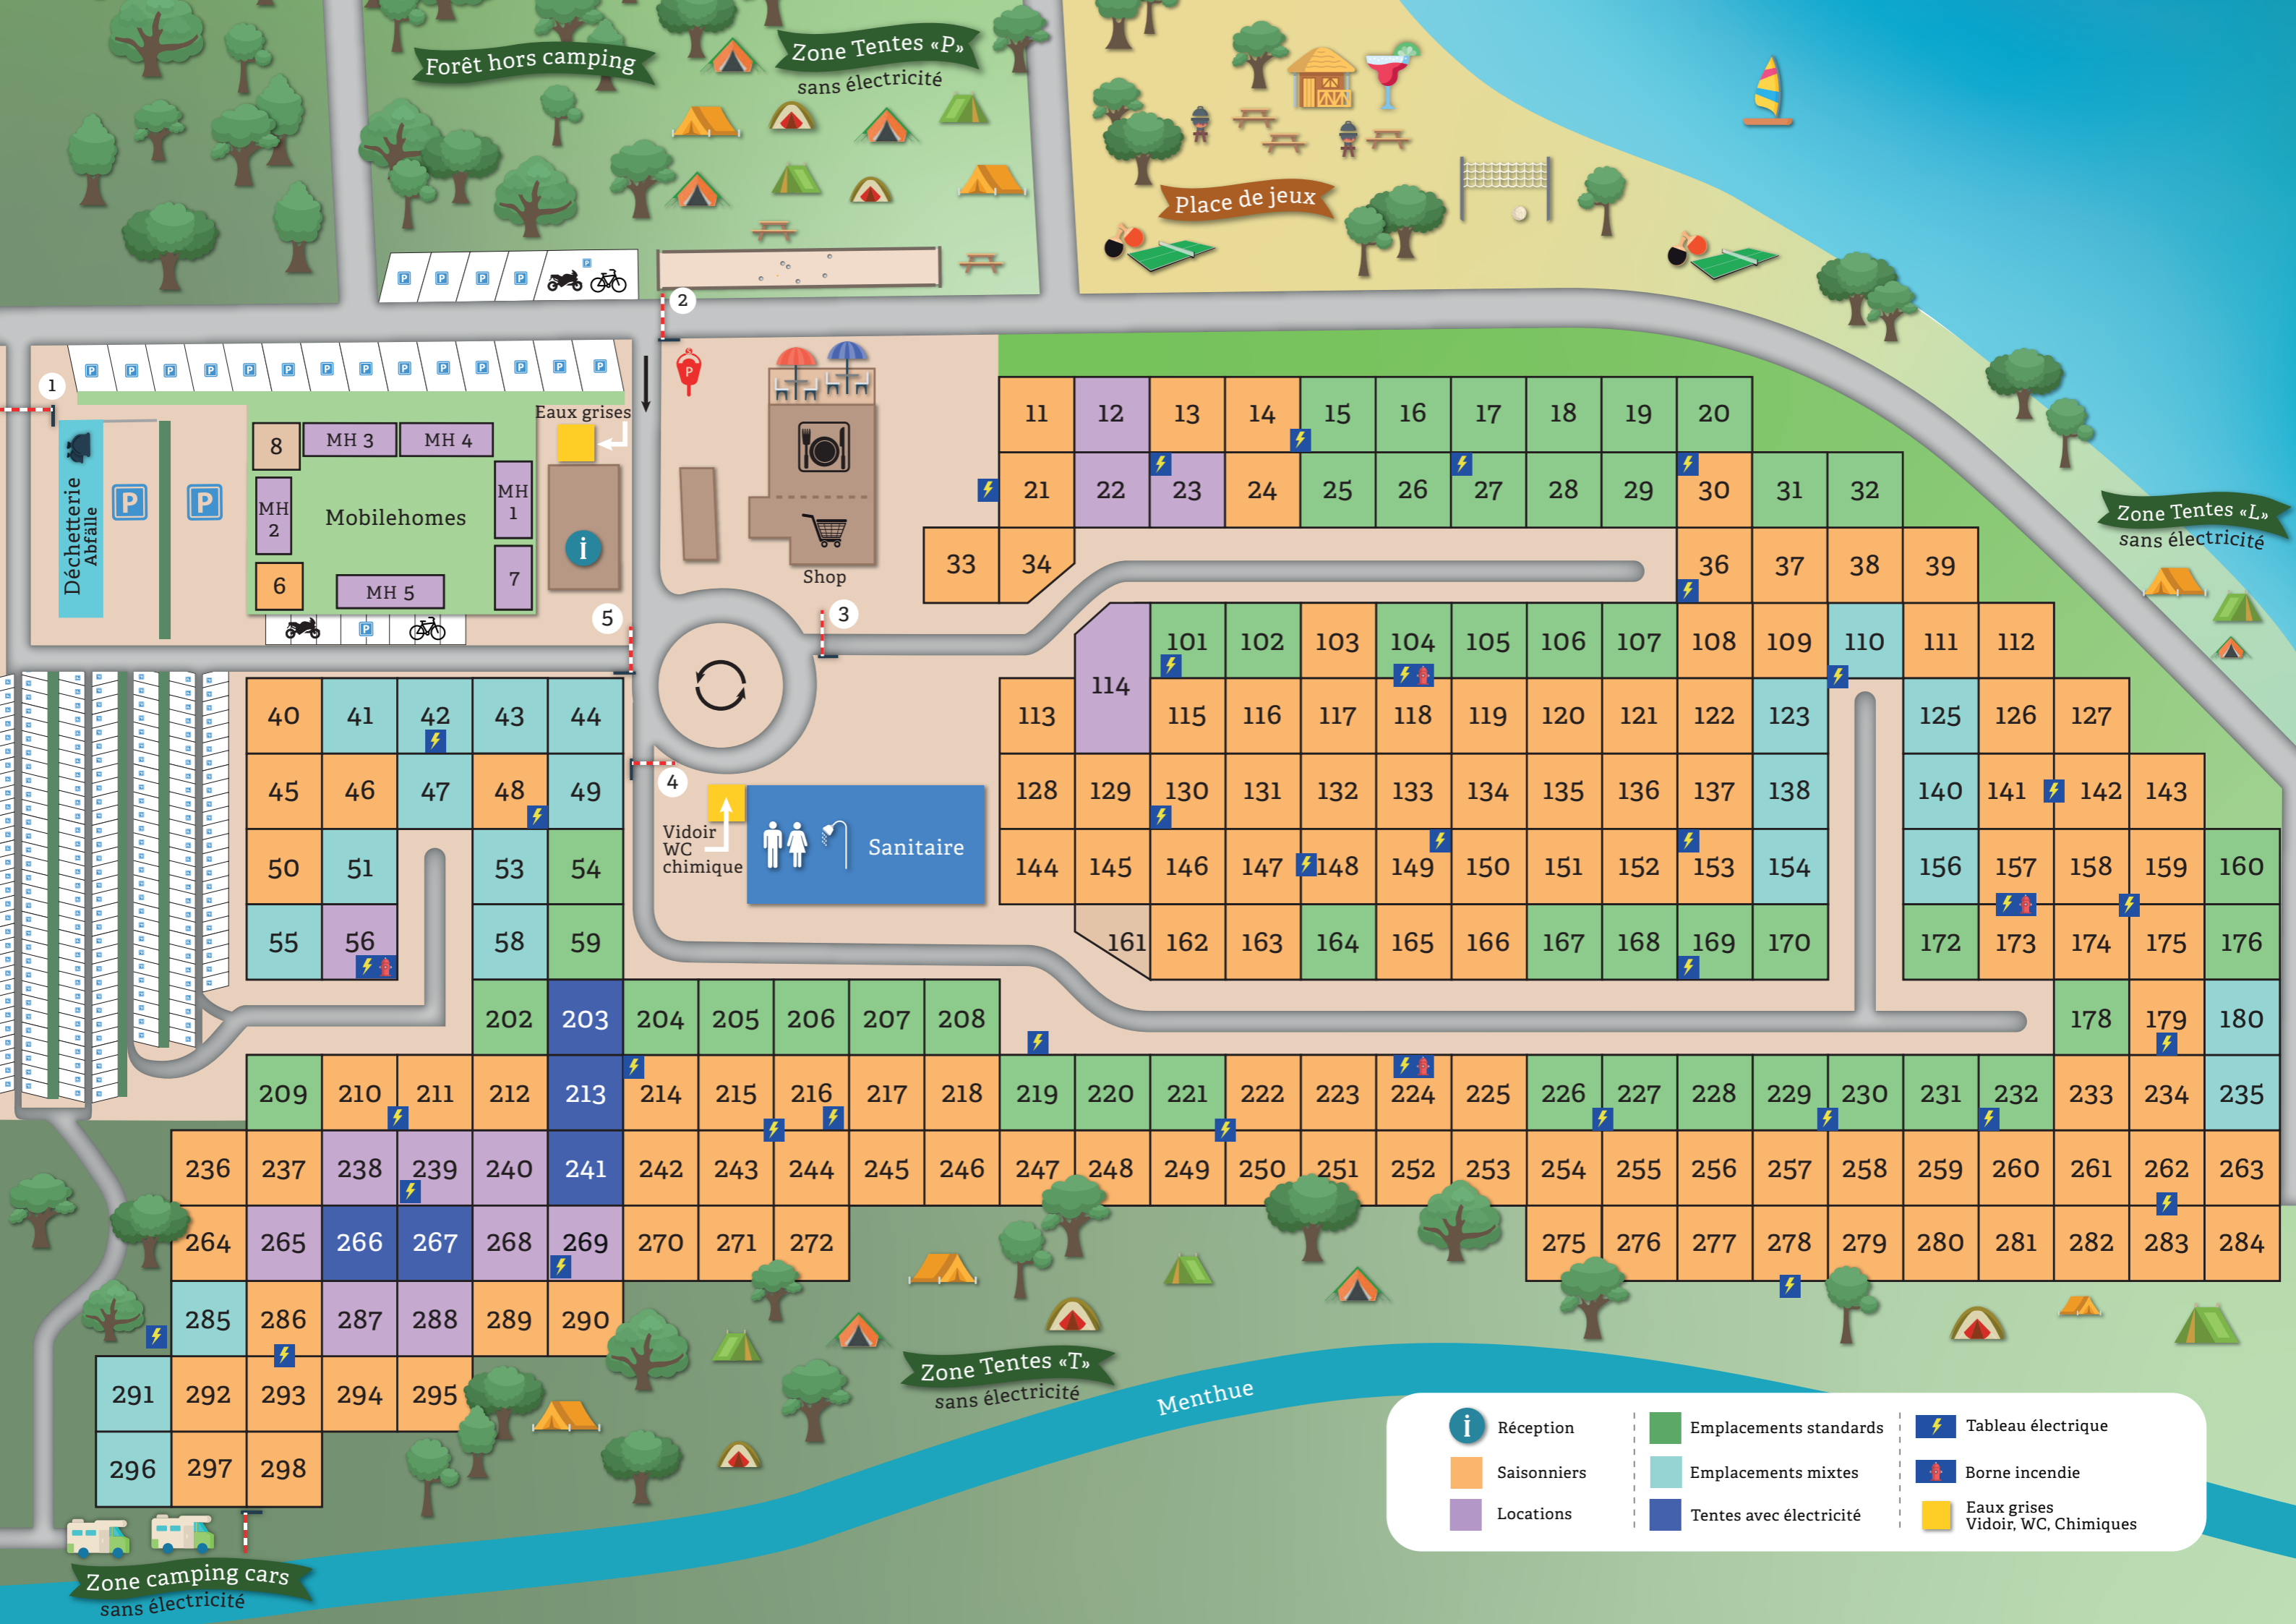 Forêt hors camping
Zone Tentes «P»
sans électricité
Place de jeux
P P P P P
2
1
P P P P P P P P P P P P P P
P
Eaux grises
Déchetterie
Abfälle
P P
8 MH 3 MH 4
MH 2
MH 1
Mobilehomes
6 MH 5 7
i
P
Shop
5
3
4
Zone Tentes «L»
sans électricité
11 12 13 14 15 16 17 18 19 20
21 22 23 24 25 26 27 28 29 30 31 32
33 34 36 37 38 39
101 102 103 104 105 106 107 108 109 110 111 112
113 114 115 116 117 118 119 120 121 122 123 125 126 127
128 129 130 131 132 133 134 135 136 137 138 140 141 142 143
144 145 146 147 148 149 150 151 152 153 154 156 157 158 159 160
161 162 163 164 165 166 167 168 169 170 172 173 174 175 176
178 179 180
40 41 42 43 44
45 46 47 48 49
50 51 53 54
55 56 58 59
Vidoir
WC
chimique
Sanitaire
202 203 204 205 206 207 208
209 210 211 212 213 214 215 216 217 218 219 220 221 222 223 224 225 226 227 228 229 230 231 232 233 234 235
236 237 238 239 240 241 242 243 244 245 246 247 248 249 250 251 252 253 254 255 256 257 258 259 260 261 262 263
264 265 266 267 268 269 270 271 272 275 276 277 278 279 280 281 282 283 284
285 286 287 288 289 290
291 292 293 294 295
296 297 298
Zone Tentes «T»
sans électricité
Menthue
Zone camping cars
sans électricité
i Réception
Saisonniers
Locations
Emplacements standards
Emplacements mixtes
Tentes avec électricité
Tableau électrique
Borne incendie
Eaux grises
Vidoir, WC, Chimiques